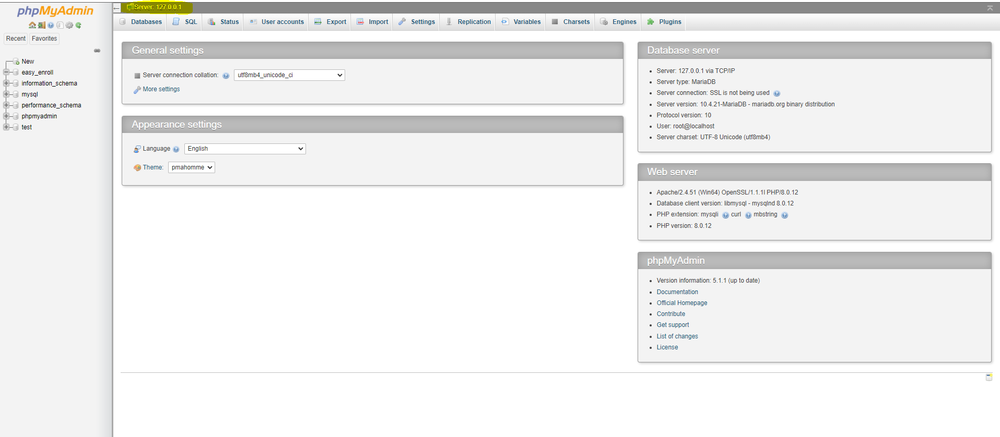 phpMyAdmin
Recent
Favorites
New
easy_enroll
information_schema
mysql
performance_schema
phpmyadmin
test
Server: 127.0.0.1
Databases
SQL
Status
User accounts
Export
Import
Settings
Replication
Variables
Charsets
Engines
Plugins
General settings
Server connection collation:
utf8mb4_unicode_ci
More settings
Appearance settings
Language
English
Theme:
pmahomme
Database server
Server: 127.0.0.1 via TCP/IP
Server type: MariaDB
Server connection: SSL is not being used
Server version: 10.4.21-MariaDB - mariadb.org binary distribution
Protocol version: 10
User: root@localhost
Server charset: UTF-8 Unicode (utf8mb4)
Web server
Apache/2.4.51 (Win64) OpenSSL/1.1.1l PHP/8.0.12
Database client version: libmysql - mysqlnd 8.0.12
PHP extension: mysqli curl mbstring
PHP version: 8.0.12
phpMyAdmin
Version information: 5.1.1 (up to date)
Documentation
Official Homepage
Contribute
Get support
List of changes
License